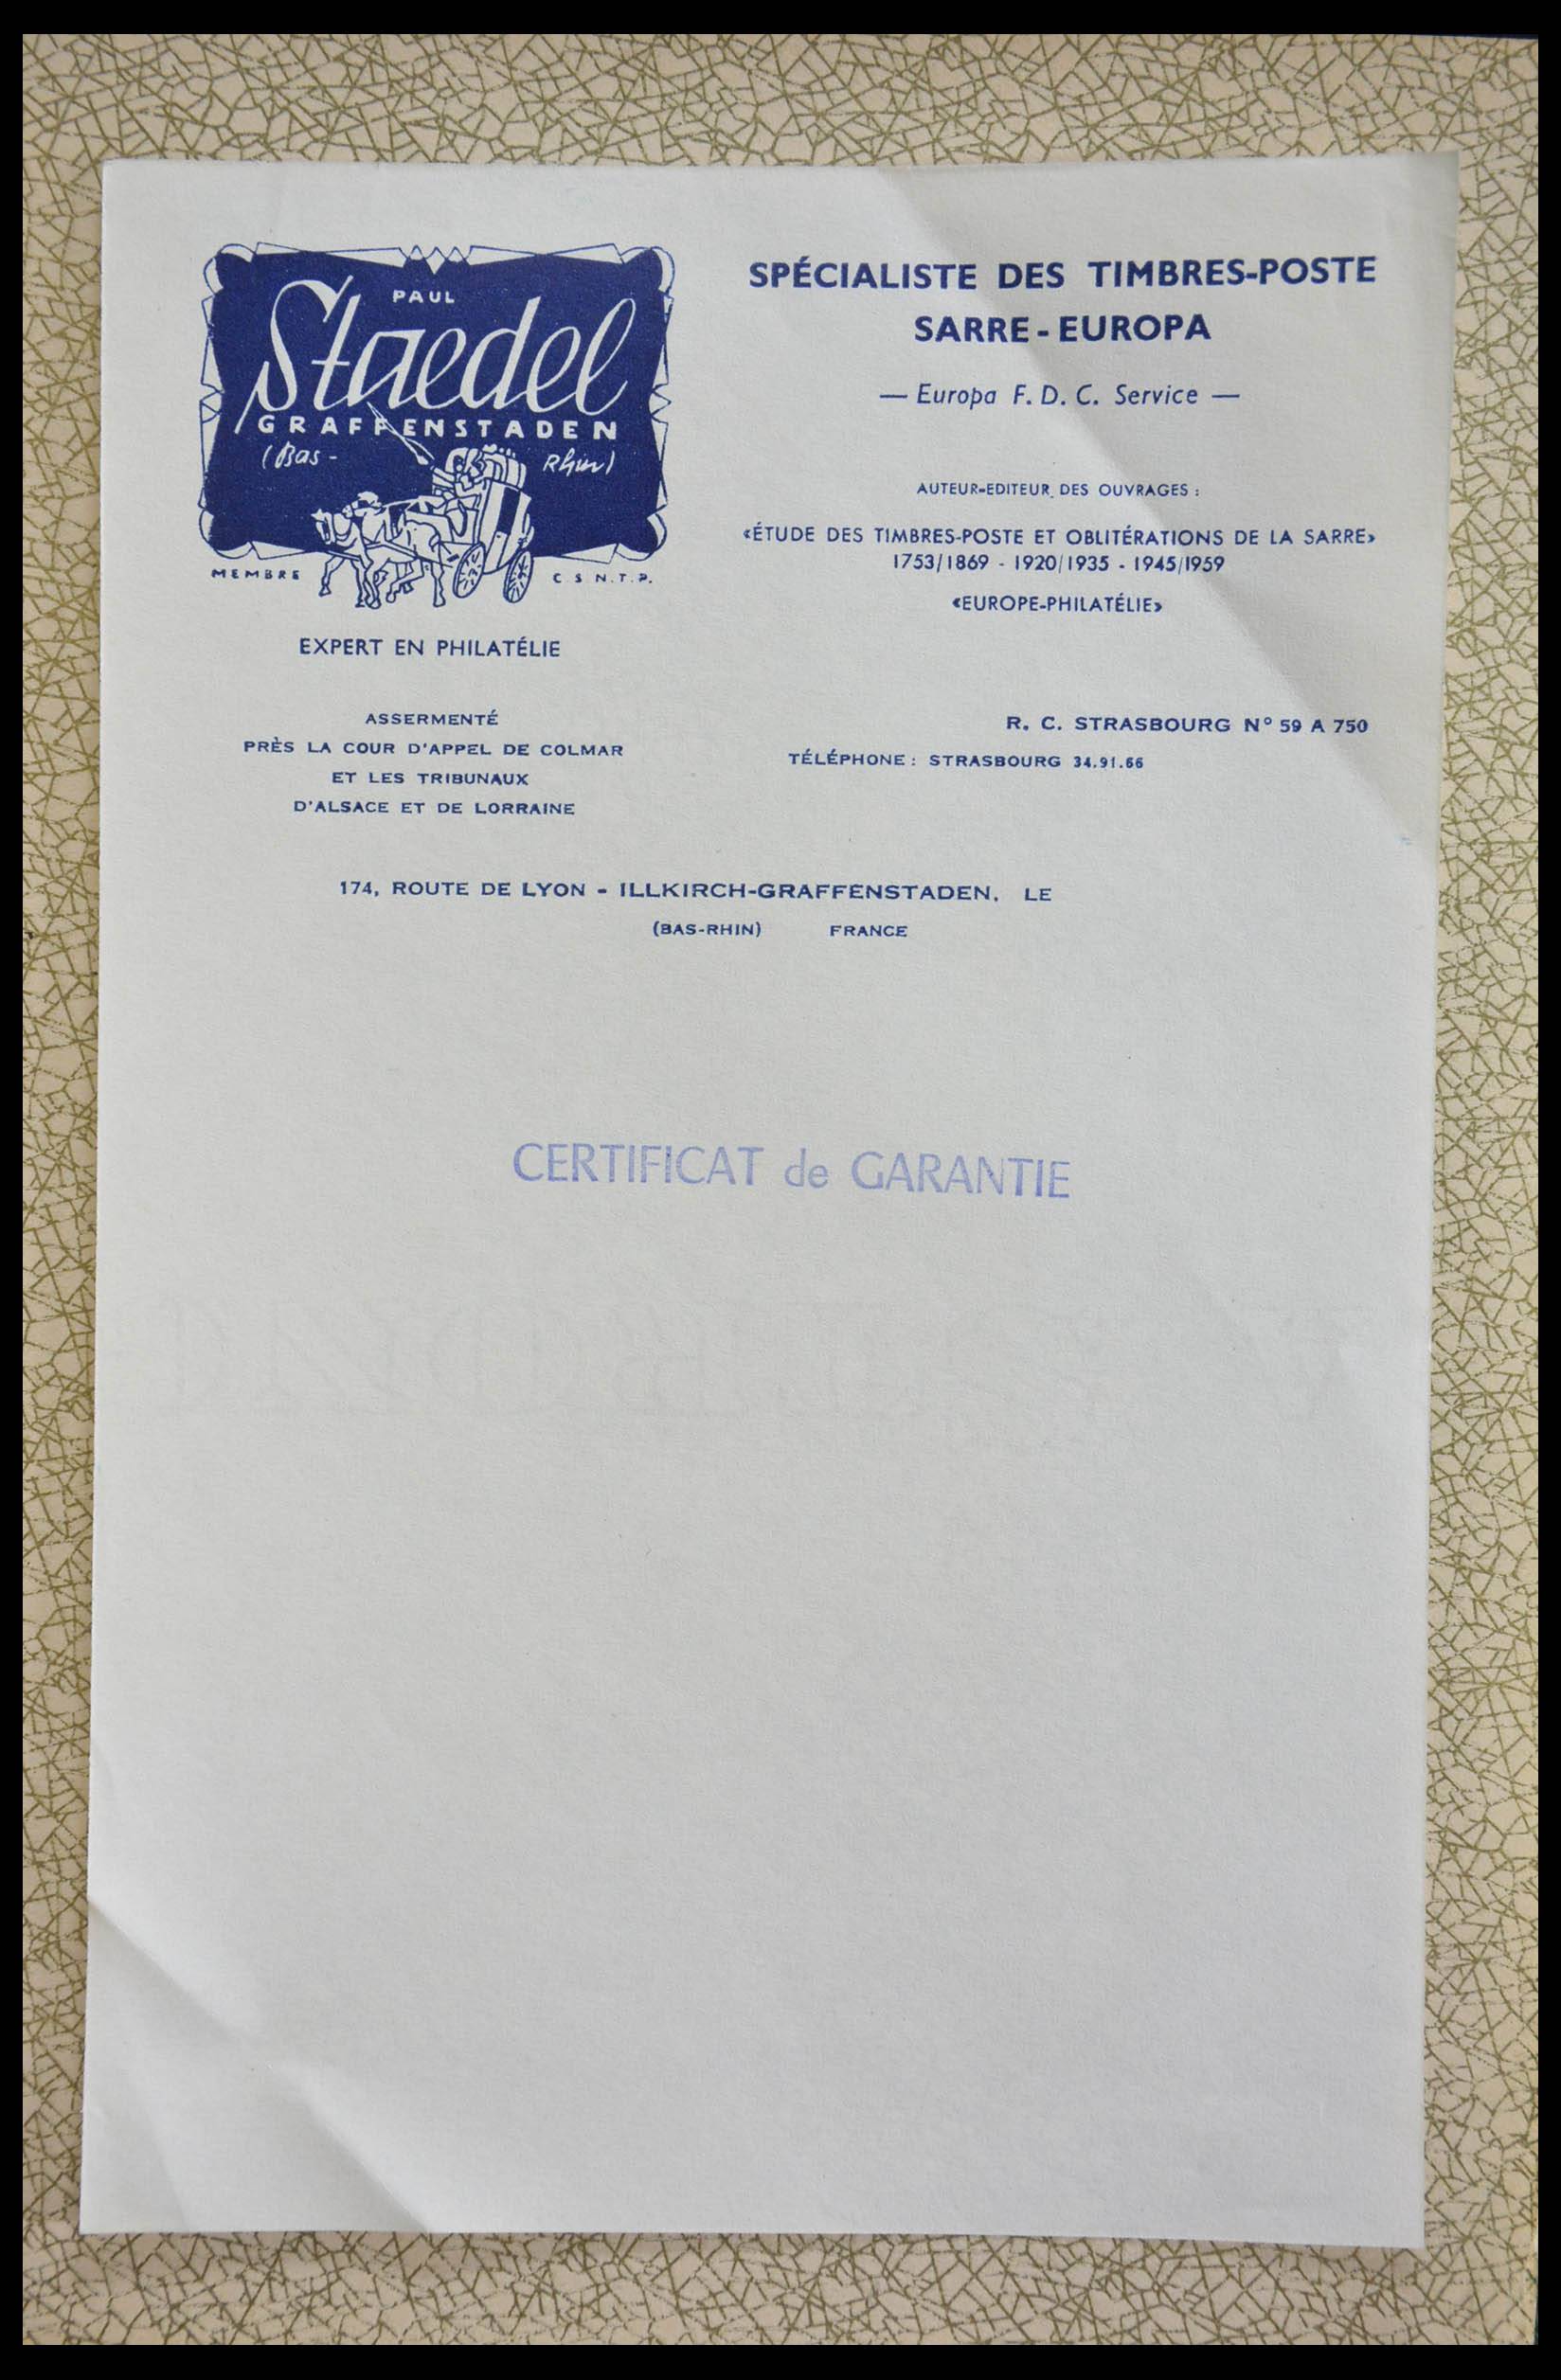 PAUL
Staedel
GRAFFENSTADEN
(Bas-Rhin)
MEMBRE C S N.T.P.
EXPERT EN PHILATÉLIE
ASSERMENTÉ
PRÈS LA COUR D'APPEL DE COLMAR
ET LES TRIBUNAUX
D'ALSACE ET DE LORRAINE
SPÉCIALISTE DES TIMBRES-POSTE
SARRE-EUROPA
— Europa F. D. C. Service —
AUTEUR-EDITEUR DES OUVRAGES :
«ÉTUDE DES TIMBRES-POSTE ET OBLITÉRATIONS DE LA SARRE»
1753/1869 - 1920/1935 - 1945/1959
«EUROPE-PHILATÉLIE»
R. C. STRASBOURG N° 59 A 750
TÉLÉPHONE : STRASBOURG 34.91.66
174, ROUTE DE LYON - ILLKIRCH-GRAFFENSTADEN, LE
(BAS-RHIN) FRANCE
CERTIFICAT de GARANTIE